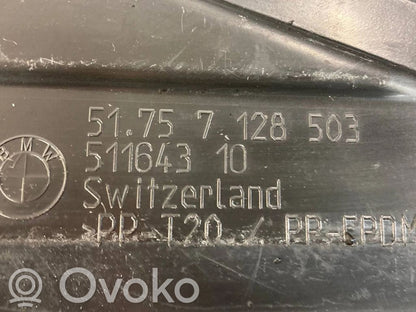 51.75 7 128 503
511643 10
BMW
Switzerland
>PP-T20 / PP-EPDM
Ovoko